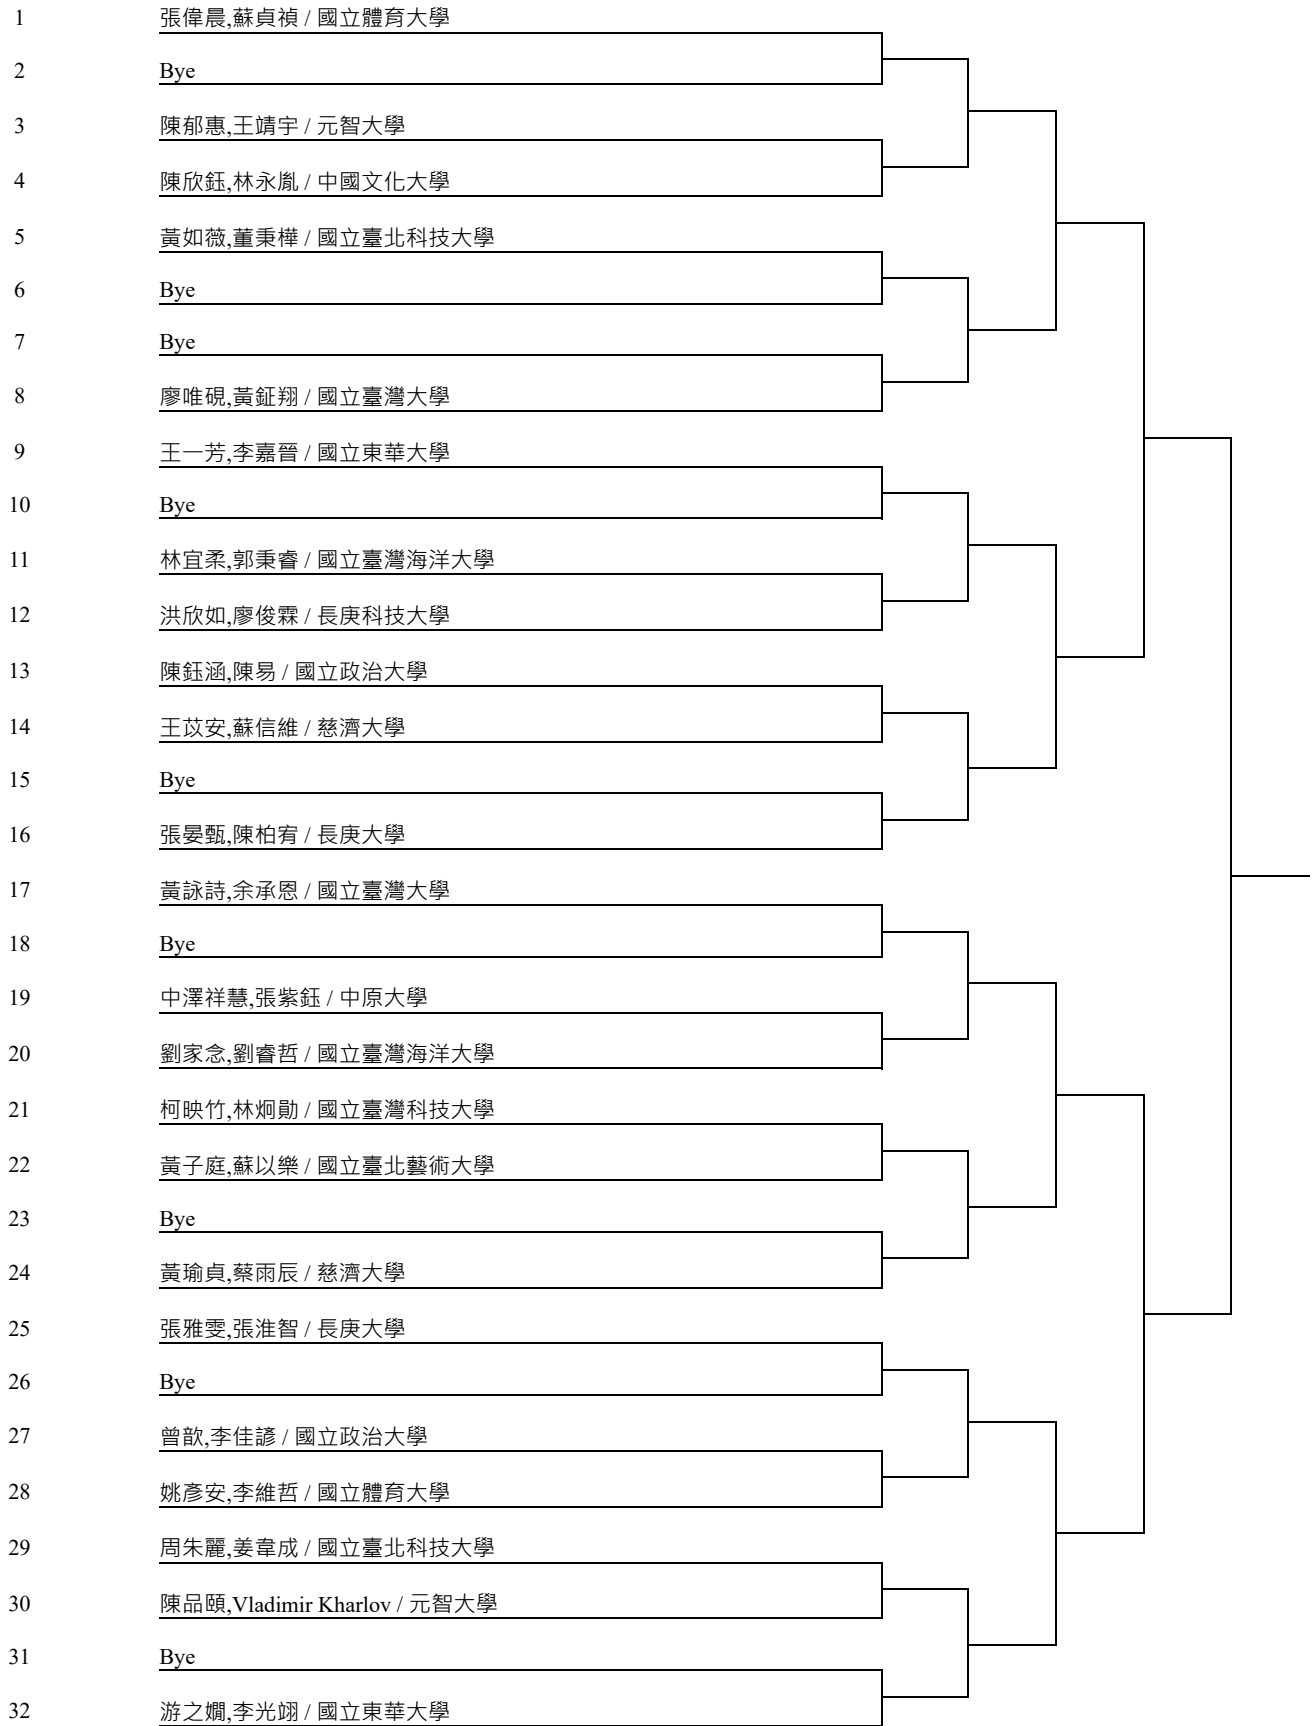 1 張偉晨,蘇貞禎 / 國立體育大學
2 Bye
3 陳郁惠,王靖宇 / 元智大學
4 陳欣鈺,林永胤 / 中國文化大學
5 黃如薇,董秉樺 / 國立臺北科技大學
6 Bye
7 Bye
8 廖唯硯,黃鉦翔 / 國立臺灣大學
9 王一芳,李嘉晉 / 國立東華大學
10 Bye
11 林宜柔,郭秉睿 / 國立臺灣海洋大學
12 洪欣如,廖俊霖 / 長庚科技大學
13 陳鈺涵,陳易 / 國立政治大學
14 王苡安,蘇信維 / 慈濟大學
15 Bye
16 張晏甄,陳柏宥 / 長庚大學
17 黃詠詩,余承恩 / 國立臺灣大學
18 Bye
19 中澤祥慧,張紫鈺 / 中原大學
20 劉家念,劉睿哲 / 國立臺灣海洋大學
21 柯映竹,林炯勛 / 國立臺灣科技大學
22 黃子庭,蘇以樂 / 國立臺北藝術大學
23 Bye
24 黃瑜貞,蔡雨辰 / 慈濟大學
25 張雅雯,張淮智 / 長庚大學
26 Bye
27 曾歆,李佳諺 / 國立政治大學
28 姚彥安,李維哲 / 國立體育大學
29 周朱麗,姜韋成 / 國立臺北科技大學
30 陳品頤,Vladimir Kharlov / 元智大學
31 Bye
32 游之嫺,李光翊 / 國立東華大學